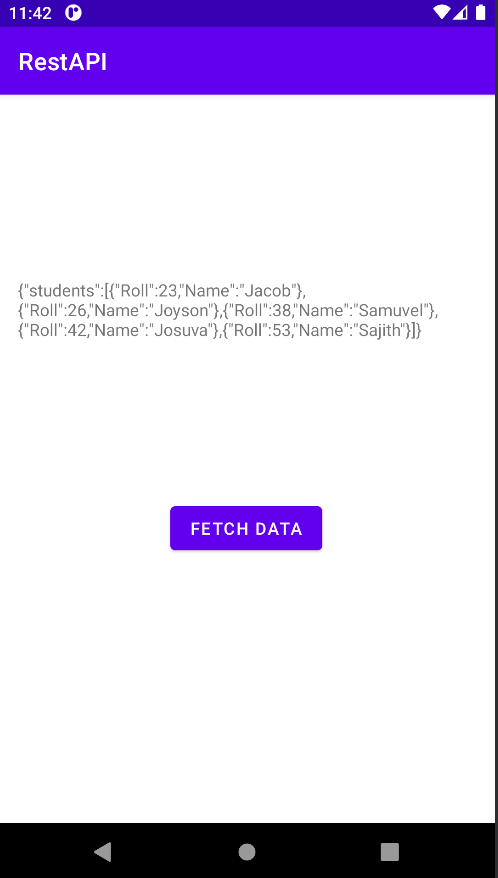 11:42
RestAPI
{"students":[{"Roll":23,"Name":"Jacob"},
{"Roll":26,"Name":"Joyson"},{"Roll":38,"Name":"Samuvel"},
{"Roll":42,"Name":"Josuva"},{"Roll":53,"Name":"Sajith"}]}
FETCH DATA